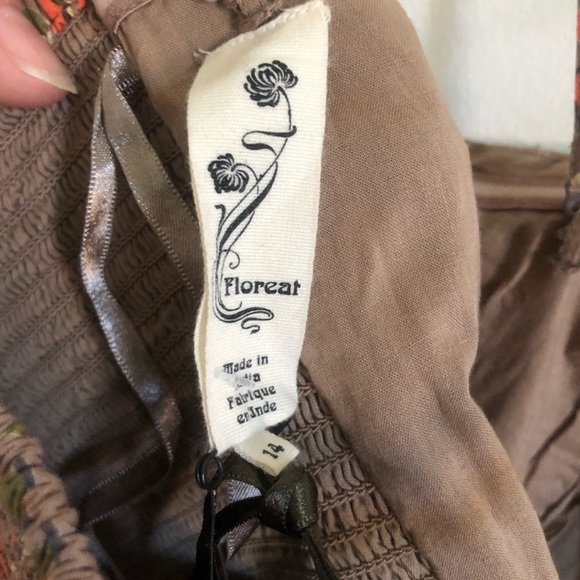 Floreat
Made in
Fabrique
en Inde
14